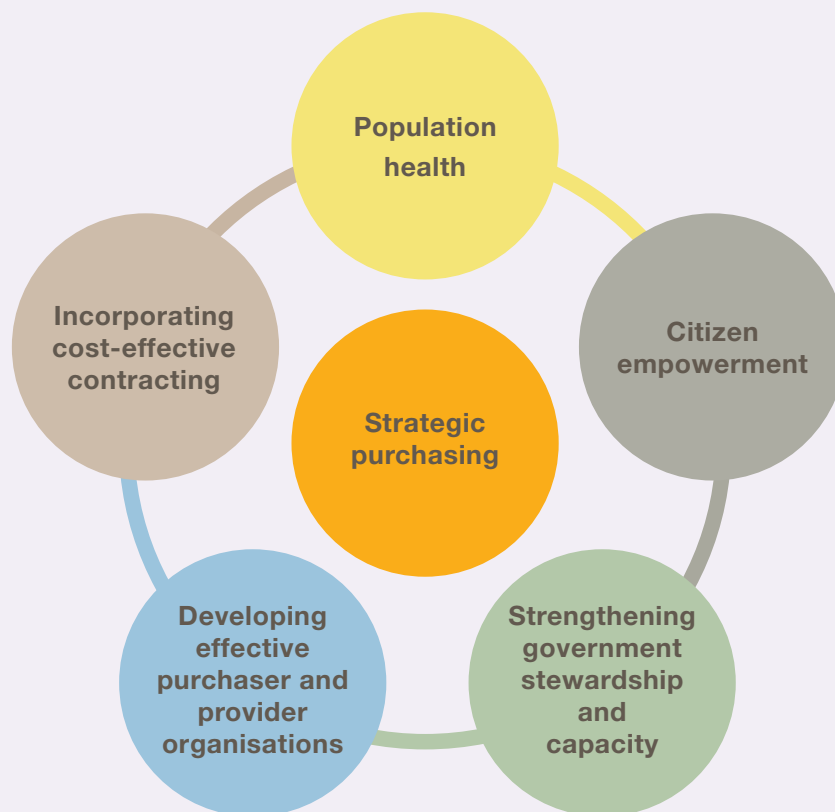 Population
health
Citizen
empowerment
Strengthening
government
stewardship
and
capacity
Developing
effective
purchaser and
provider
organisations
Incorporating
cost-effective
contracting
Strategic
purchasing